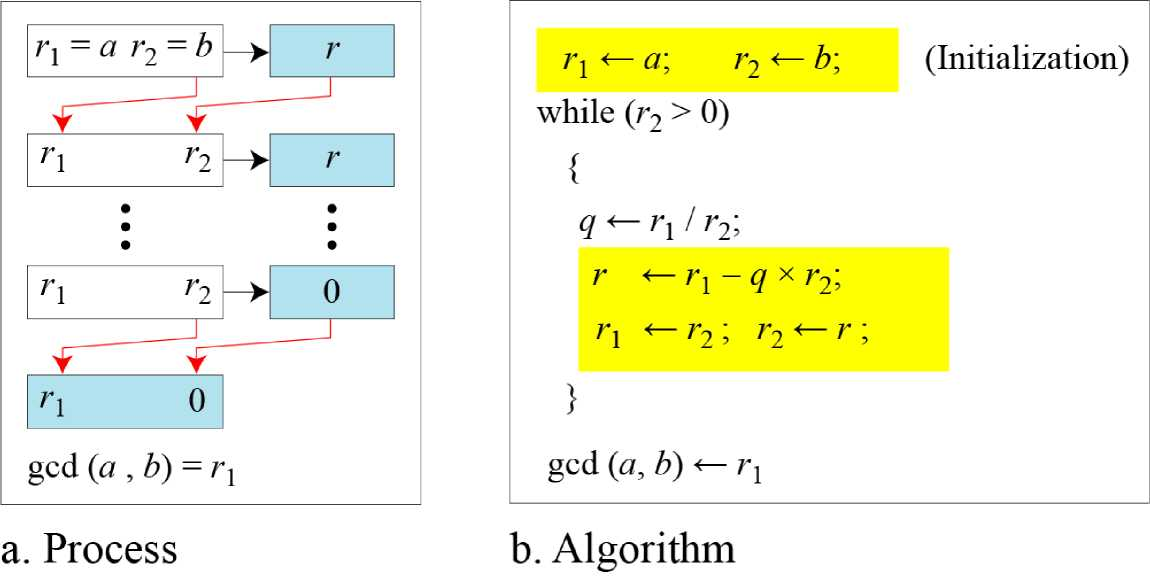 r₁ = a r₂ = b r
r₁ r₂ r
r₁ r₂ 0
r₁ 0
gcd (a , b) = r₁
a. Process
r₁ ← a; r₂ ← b; (Initialization)
while (r₂ > 0)
{
q ← r₁ / r₂;
r ← r₁ – q × r₂;
r₁ ← r₂ ; r₂ ← r ;
}
gcd (a, b) ← r₁
b. Algorithm